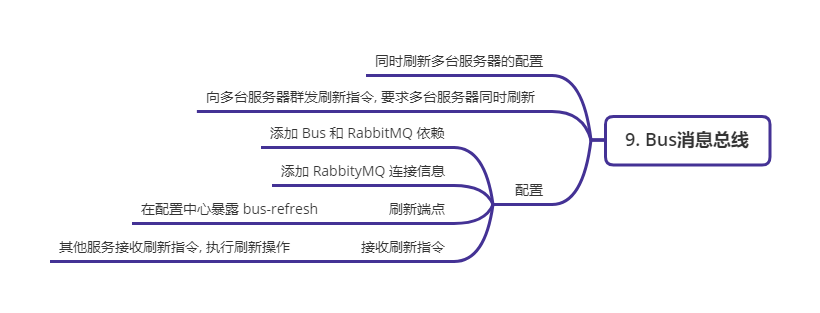 同时刷新多台服务器的配置
向多台服务器群发刷新指令, 要求多台服务器同时刷新
9. Bus消息总线
添加 Bus 和 RabbitMQ 依赖
添加 RabbityMQ 连接信息
配置
在配置中心暴露 bus-refresh 刷新端点
其他服务接收刷新指令, 执行刷新操作 接收刷新指令